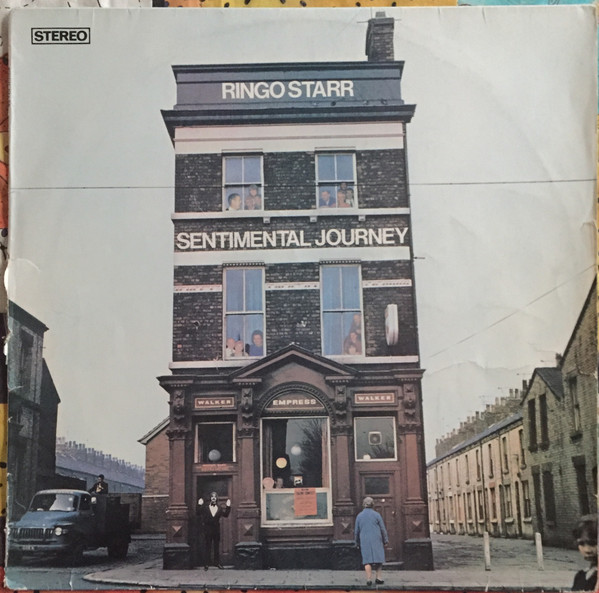 STEREO
RINGO STARR
SENTIMENTAL JOURNEY
WALKER
EMPRESS
WALKER